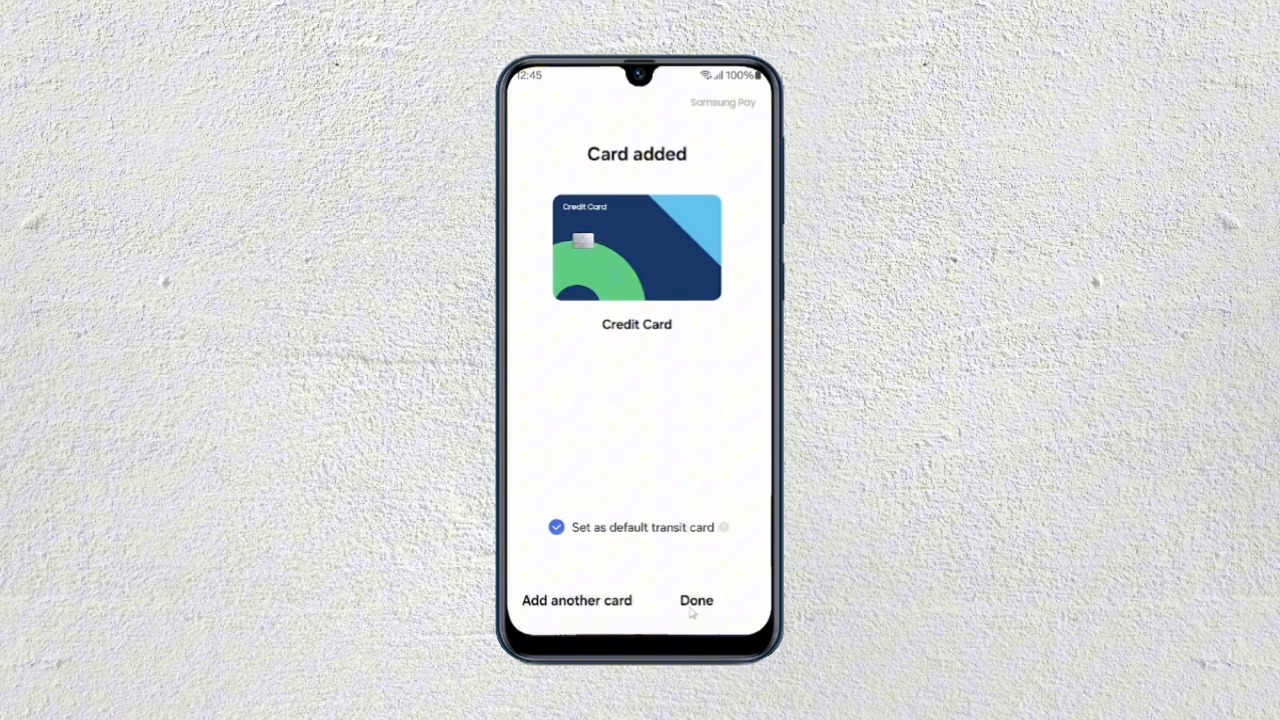 12:45
100%
Samsung Pay
Card added
Credit Card
Credit Card
Set as default transit card ?
Add another card
Done